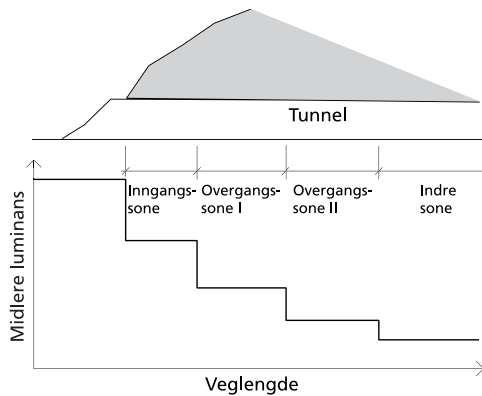 Tunnel
Inngangs-
sone
Overgangs-
sone I
Overgangs-
sone II
Indre
sone
Midlere luminans
Veglengde